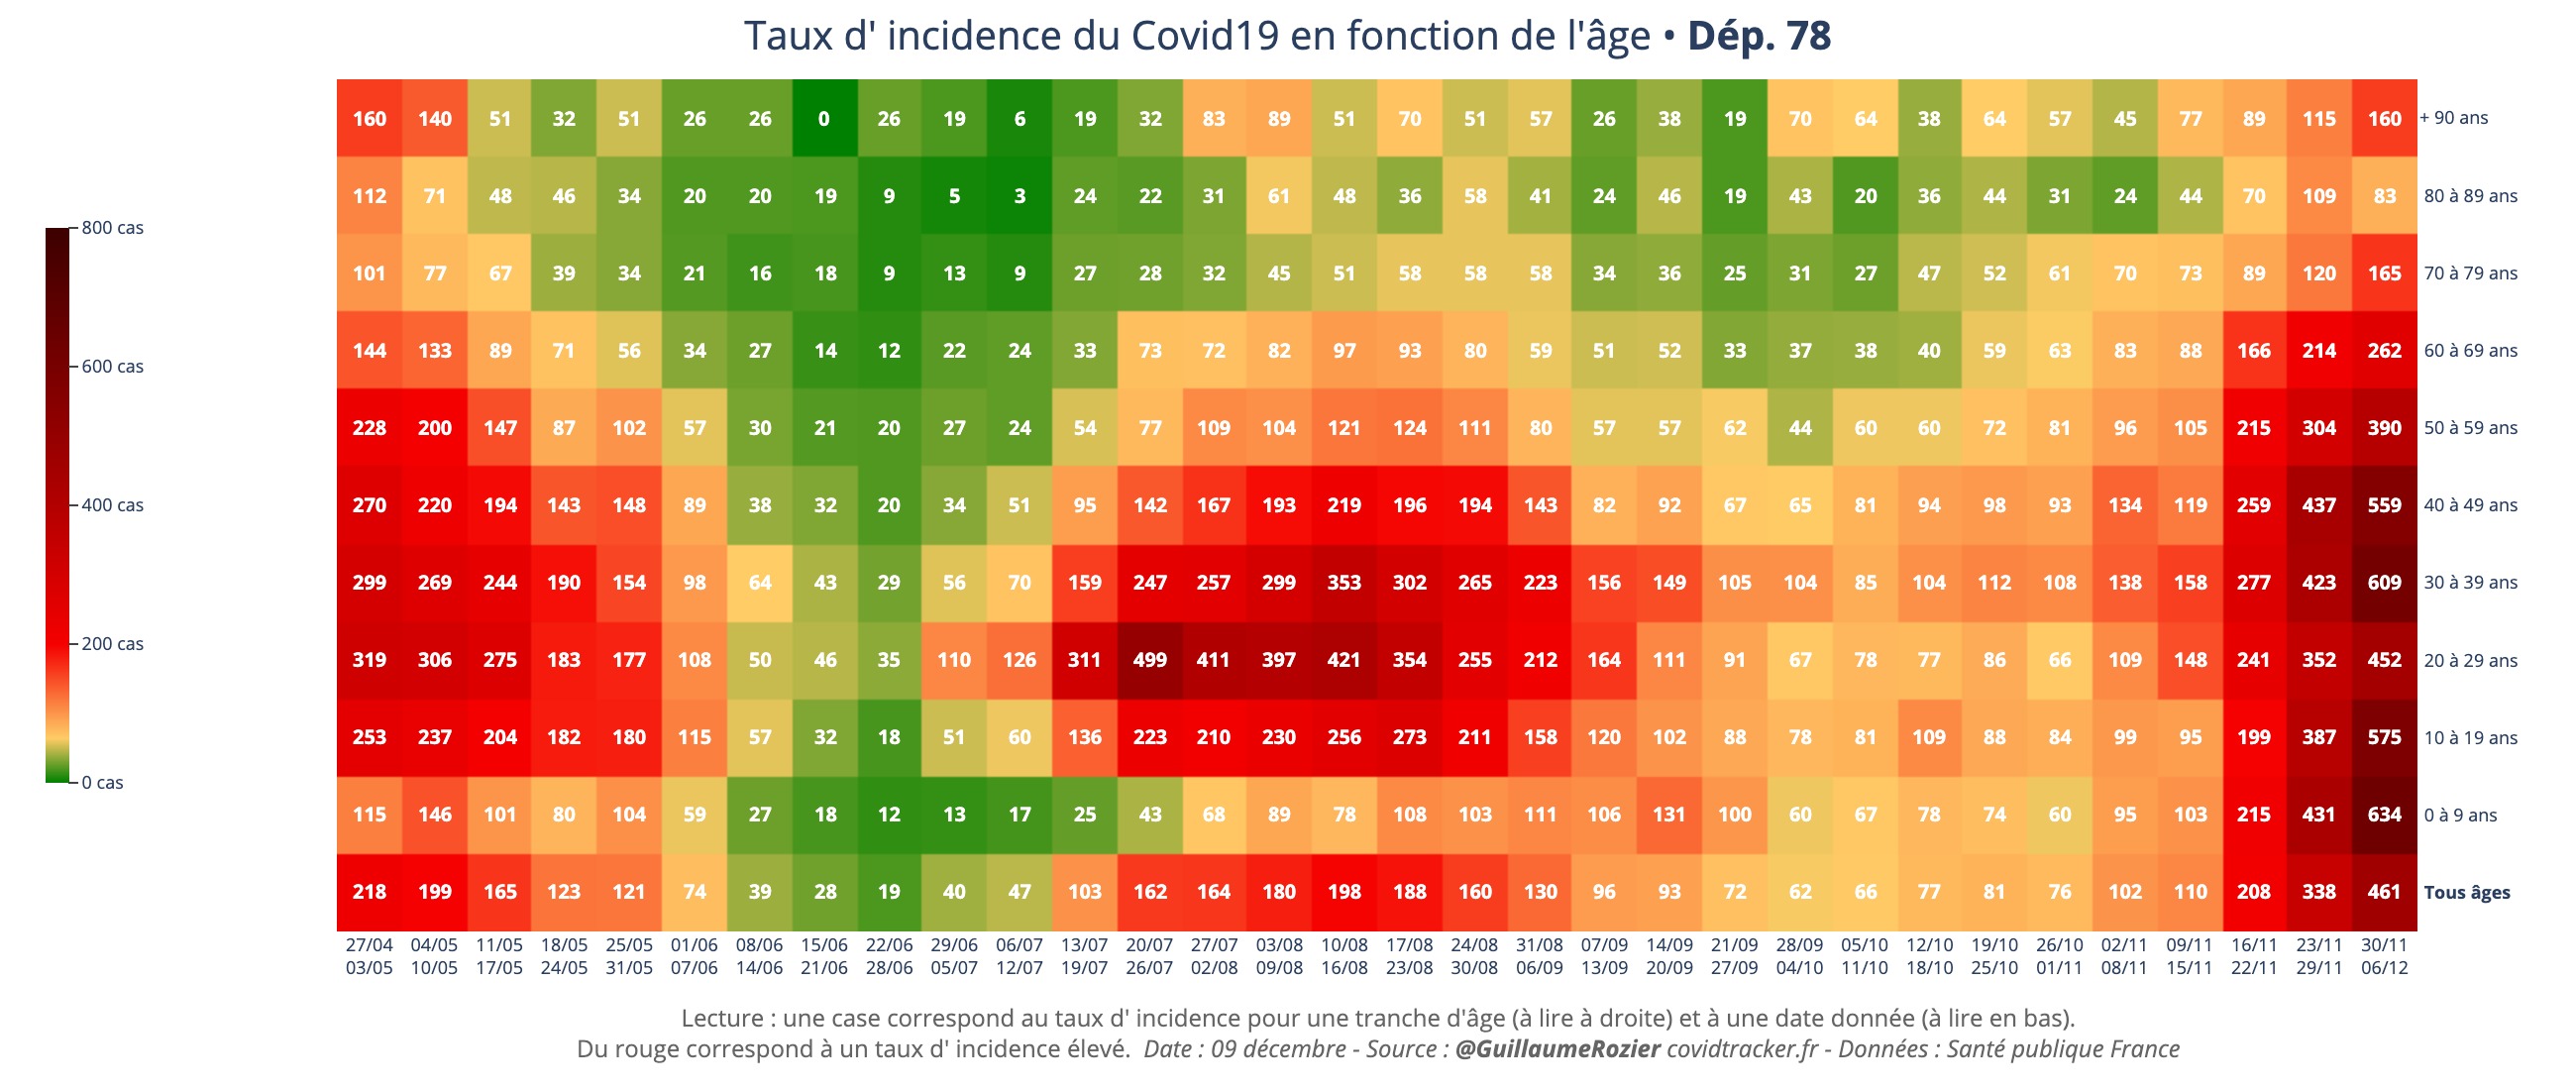 Taux d' incidence du Covid19 en fonction de l'âge • Dép. 78
160 140 51 32 51 26 26 0 26 19 6 19 32 83 89 51 70 51 57 26 38 19 70 64 38 64 57 45 77 89 115 160 + 90 ans
112 71 48 46 34 20 20 19 9 5 3 24 22 31 61 48 36 58 41 24 46 19 43 20 36 44 31 24 44 70 109 83 80 à 89 ans
101 77 67 39 34 21 16 18 9 13 9 27 28 32 45 51 58 58 58 34 36 25 31 27 47 52 61 70 73 89 120 165 70 à 79 ans
144 133 89 71 56 34 27 14 12 22 24 33 73 72 82 97 93 80 59 51 52 33 37 38 40 59 63 83 88 166 214 262 60 à 69 ans
228 200 147 87 102 57 30 21 20 27 24 54 77 109 104 121 124 111 80 57 57 62 44 60 60 72 81 96 105 215 304 390 50 à 59 ans
270 220 194 143 148 89 38 32 20 34 51 95 142 167 193 219 196 194 143 82 92 67 65 81 94 98 93 134 119 259 437 559 40 à 49 ans
299 269 244 190 154 98 64 43 29 56 70 159 247 257 299 353 302 265 223 156 149 105 104 85 104 112 108 138 158 277 423 609 30 à 39 ans
319 306 275 183 177 108 50 46 35 110 126 311 499 411 397 421 354 255 212 164 111 91 67 78 77 86 66 109 148 241 352 452 20 à 29 ans
253 237 204 182 180 115 57 32 18 51 60 136 223 210 230 256 273 211 158 120 102 88 78 81 109 88 84 99 95 199 387 575 10 à 19 ans
115 146 101 80 104 59 27 18 12 13 17 25 43 68 89 78 108 103 111 106 131 100 60 67 78 74 60 95 103 215 431 634 0 à 9 ans
218 199 165 123 121 74 39 28 19 40 47 103 162 164 180 198 188 160 130 96 93 72 62 66 77 81 76 102 110 208 338 461 Tous âges
27/04 04/05 11/05 18/05 25/05 01/06 08/06 15/06 22/06 29/06 06/07 13/07 20/07 27/07 03/08 10/08 17/08 24/08 31/08 07/09 14/09 21/09 28/09 05/10 12/10 19/10 26/10 02/11 09/11 16/11 23/11 30/11
03/05 10/05 17/05 24/05 31/05 07/06 14/06 21/06 28/06 05/07 12/07 19/07 26/07 02/08 09/08 16/08 23/08 30/08 06/09 13/09 20/09 27/09 04/10 11/10 18/10 25/10 01/11 08/11 15/11 22/11 29/11 06/12
800 cas
600 cas
400 cas
200 cas
0 cas
Lecture : une case correspond au taux d' incidence pour une tranche d'âge (à lire à droite) et à une date donnée (à lire en bas).
Du rouge correspond à un taux d' incidence élevé. Date : 09 décembre - Source : @GuillaumeRozier covidtracker.fr - Données : Santé publique France